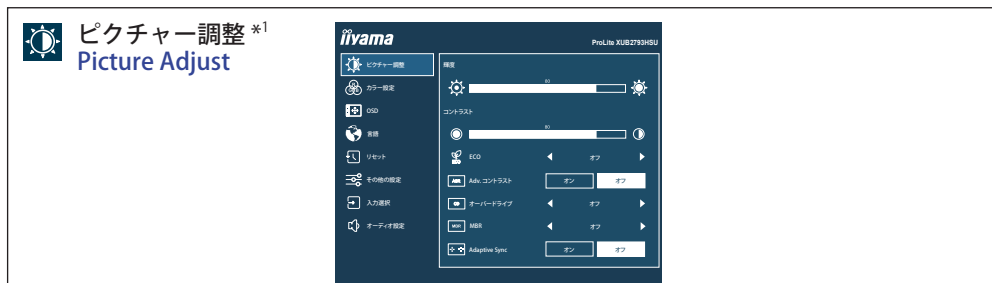 ピクチャー調整 *1
Picture Adjust
iiyama
ProLite XUB2793HSU
ピクチャー調整
カラー設定
OSD
言語
リセット
その他の設定
入力選択
オーディオ設定
輝度
80
コントラスト
80
ECO オフ
Adv. コントラスト オン オフ
オーバードライブ オフ
MBR MBR オフ
Adaptive Sync オン オフ